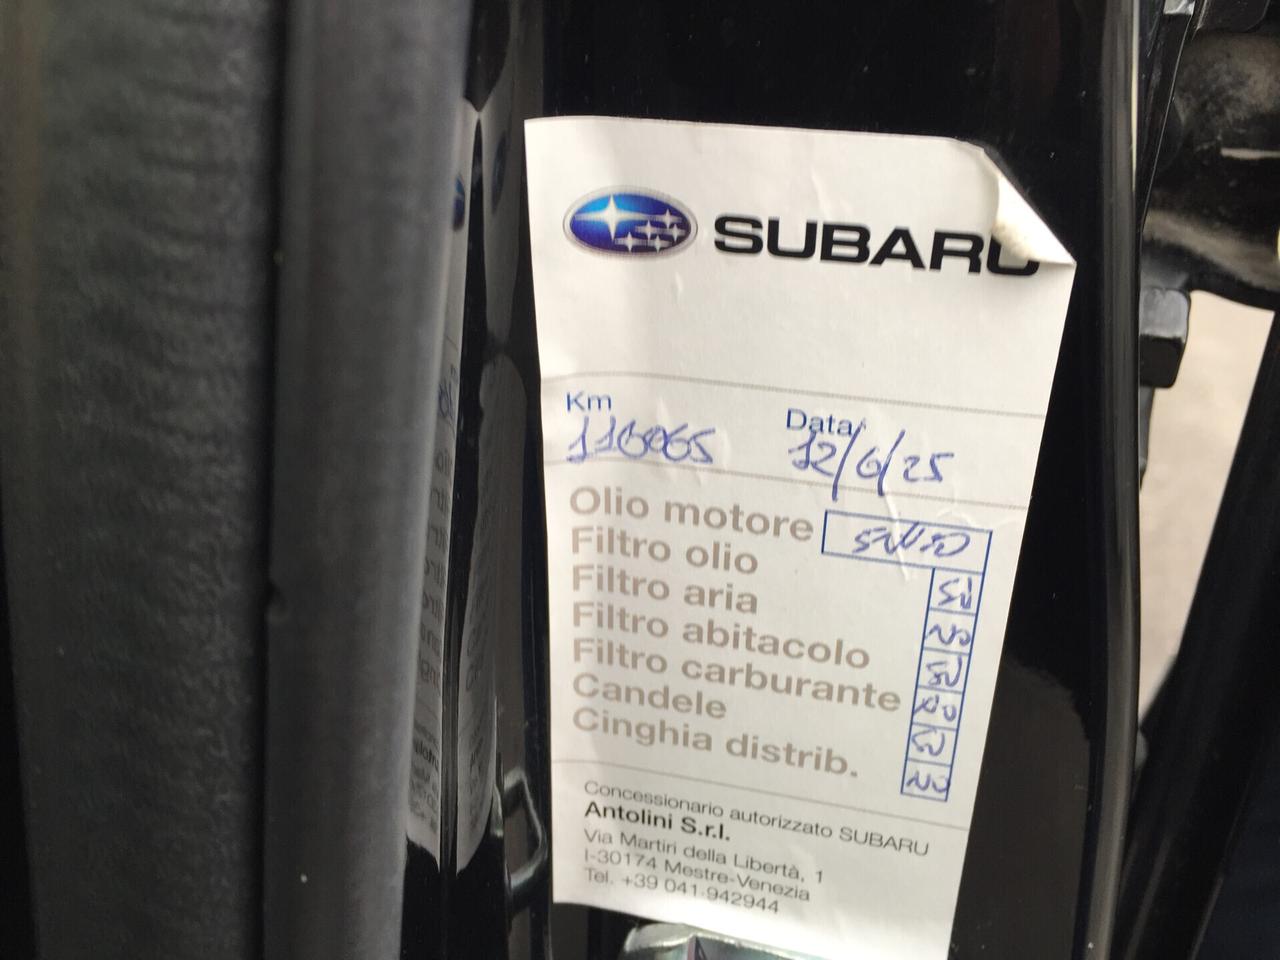 SUBARU
Km Data
12/6/25
Olio motore
Filtro olio
Filtro aria
Filtro abitacolo
Filtro carburante
Candele
Cinghia distrib.
Concessionario autorizzato SUBARU
Antolini S.r.l.
Via Martiri della Libertà, 1
I-30174 Mestre-Venezia
Tel. +39 041-942944